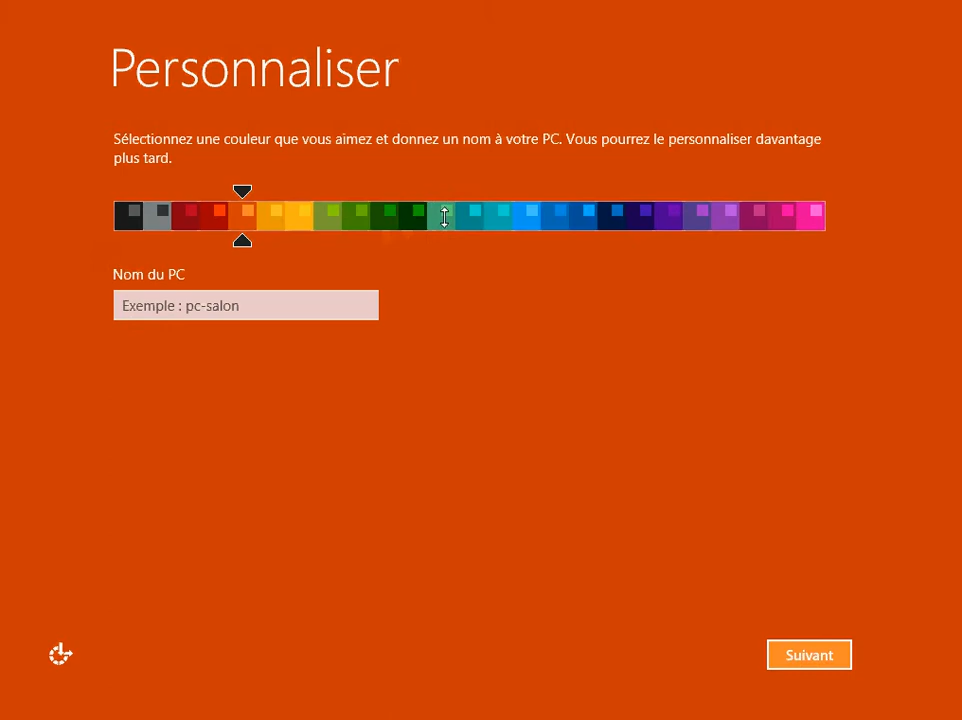 Personnaliser
Sélectionnez une couleur que vous aimez et donnez un nom à votre PC. Vous pourrez le personnaliser davantage
plus tard.
Nom du PC
Exemple : pc-salon
Suivant